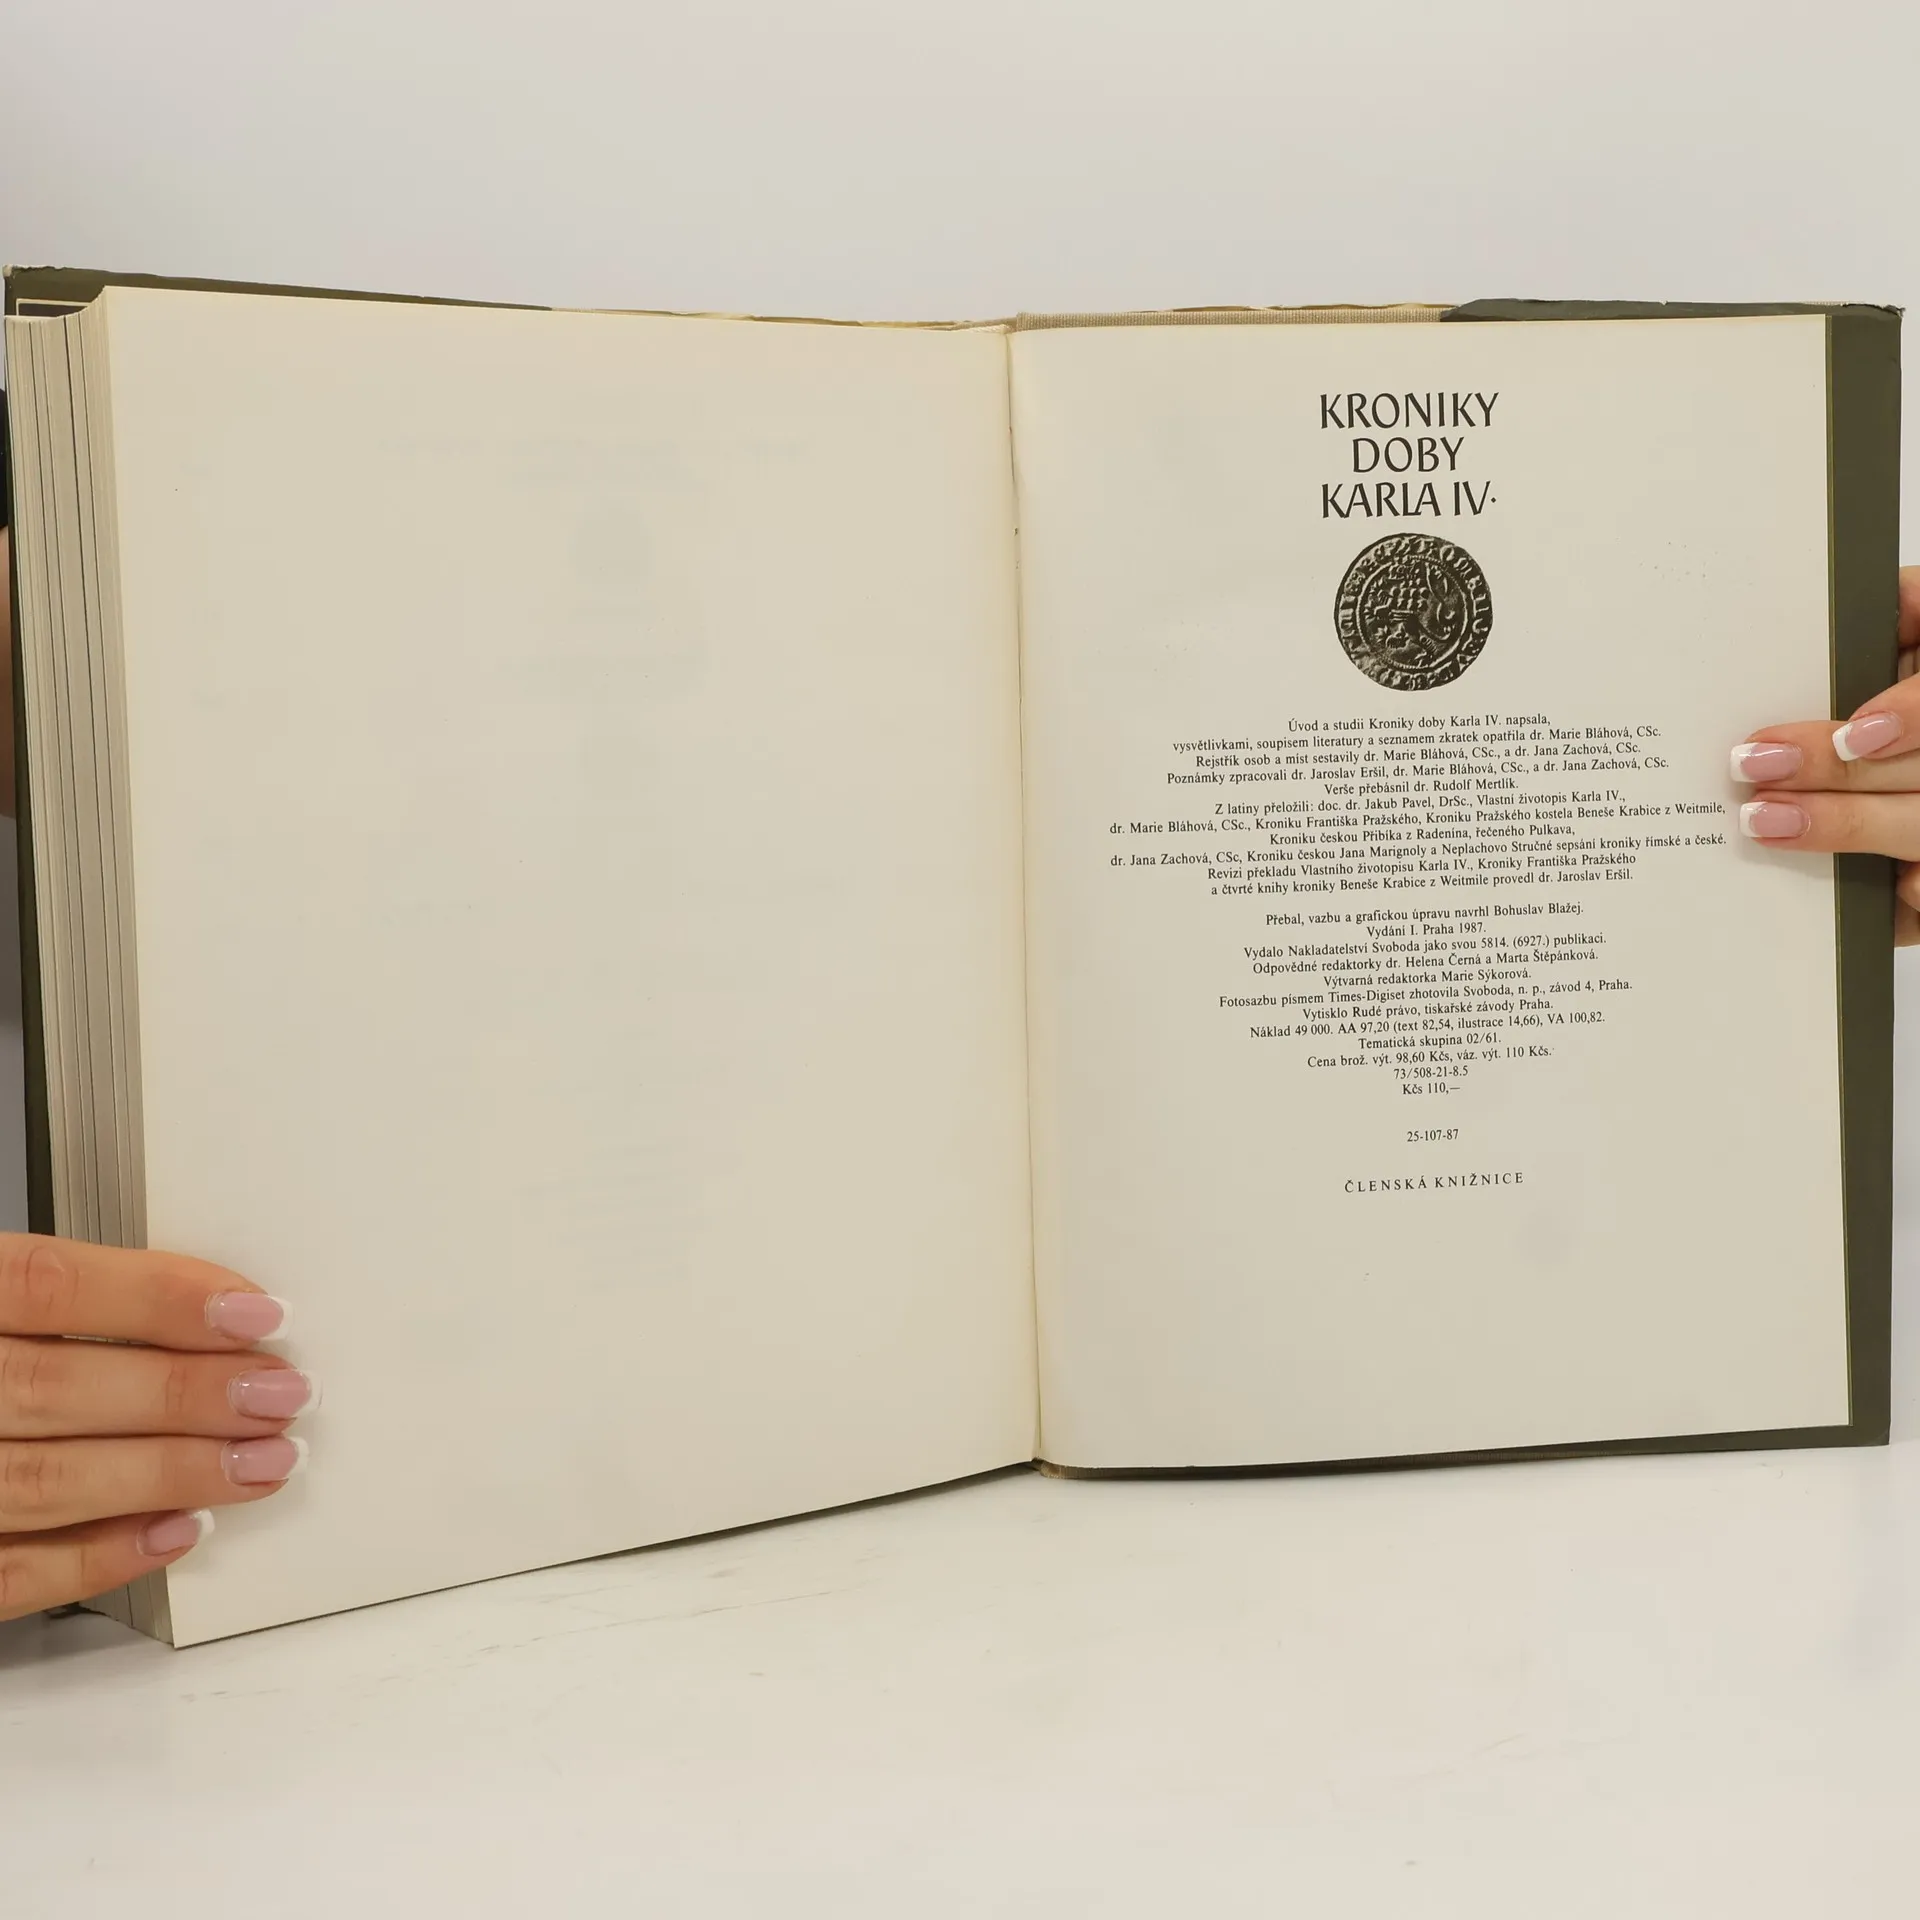 KRONIKY
DOBY
KARLA IV.
Úvod a studii Kroniky doby Karla IV. napsala,
vysvětlivkami, soupisem literatury a seznamem zkratek opatřila dr. Marie Bláhová, CSc.
Rejstřík osob a míst sestavily dr. Marie Bláhová, CSc., a dr. Jana Zachová, CSc.
Poznámky zpracovali dr. Jaroslav Eršil, dr. Marie Bláhová, CSc., a dr. Jana Zachová, CSc.
Verše přebásnil dr. Rudolf Mertlík.
Z latiny přeložili: doc. dr. Jakub Pavel, DrSc., Vlastní životopis Karla IV.,
dr. Marie Bláhová, CSc., Kroniku Františka Pražského, Kroniku Pražského kostela Beneše Krabice z Weitmile,
Kroniku českou Přibíka z Radenína, řečeného Pulkava,
dr. Jana Zachová, CSc, Kroniku českou Jana Marignoly a Neplachovo Stručné sepsání kroniky římské a české.
Revizi překladu Vlastního životopisu Karla IV., Kroniky Františka Pražského
a čtvrté knihy kroniky Beneše Krabice z Weitmile provedl dr. Jaroslav Eršil.
Přebal, vazbu a grafickou úpravu navrhl Bohuslav Blažej.
Vydání I. Praha 1987.
Vydalo Nakladatelství Svoboda jako svou 5814. (6927.) publikaci.
Odpovědné redaktorky dr. Helena Černá a Marta Štěpánková.
Výtvarná redaktorka Marie Sýkorová.
Fotosazbu písmem Times-Digiset zhotovila Svoboda, n. p., závod 4, Praha.
Vytisklo Rudé právo, tiskařské závody Praha.
Náklad 49 000. AA 97,20 (text 82,54, ilustrace 14,66), VA 100,82.
Tematická skupina 02/61.
Cena brož. výt. 98,60 Kčs, váz. výt. 110 Kčs.
73/508-21-8.5
Kčs 110,—
25-107-87
ČLENSKÁ KNIŽNICE